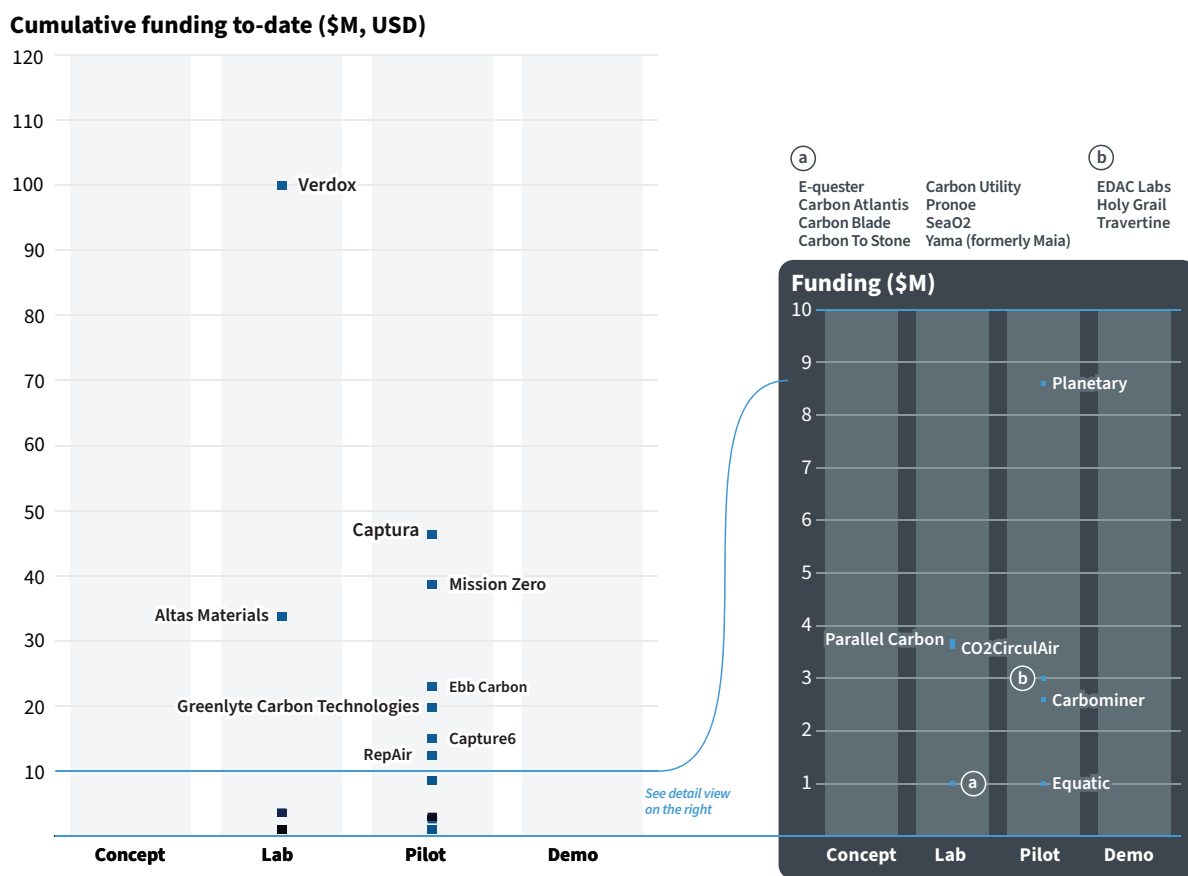 Cumulative funding to-date ($M, USD)
120
110
100
90
80
70
60
50
40
30
20
10
Verdox
Captura
Mission Zero
Altas Materials
Ebb Carbon
Greenlyte Carbon Technologies
Capture6
RepAir
Concept
Lab
Pilot
Demo
See detail view
on the right
a
E-quester
Carbon Atlantis
Carbon Blade
Carbon To Stone
Carbon Utility
Pronoe
SeaO2
Yama (formerly Maia)
b
EDAC Labs
Holy Grail
Travertine
Funding ($M)
10
9
8
7
6
5
4
3
2
1
Planetary
Parallel Carbon
CO2CirculAir
b
Carbominer
a
Equatic
Concept
Lab
Pilot
Demo